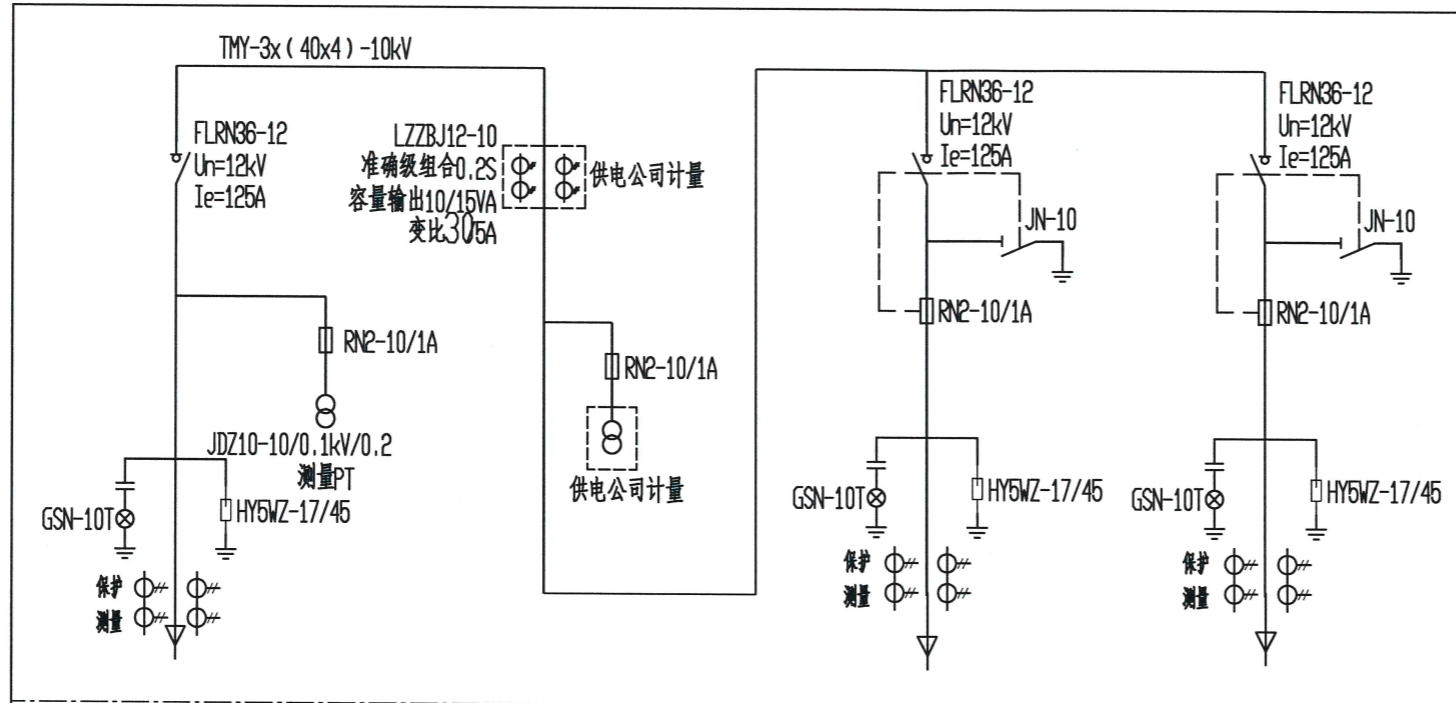 TMY-3x(40x4)-10kV
FLRN36-12
Un=12kV
Ie=125A
LZZBJ12-10
准确级组合0.2S
容量输出10/15VA
变比30/5A
供电公司计量
RN2-10/1A
JDZ10-10/0.1kV/0.2
测量PT
GSN-10T
HY5WZ-17/45
保护
测量
RN2-10/1A
供电公司计量
FLRN36-12
Un=12kV
Ie=125A
JN-10
RN2-10/1A
GSN-10T
HY5WZ-17/45
保护
测量
FLRN36-12
Un=12kV
Ie=125A
JN-10
RN2-10/1A
GSN-10T
HY5WZ-17/45
保护
测量